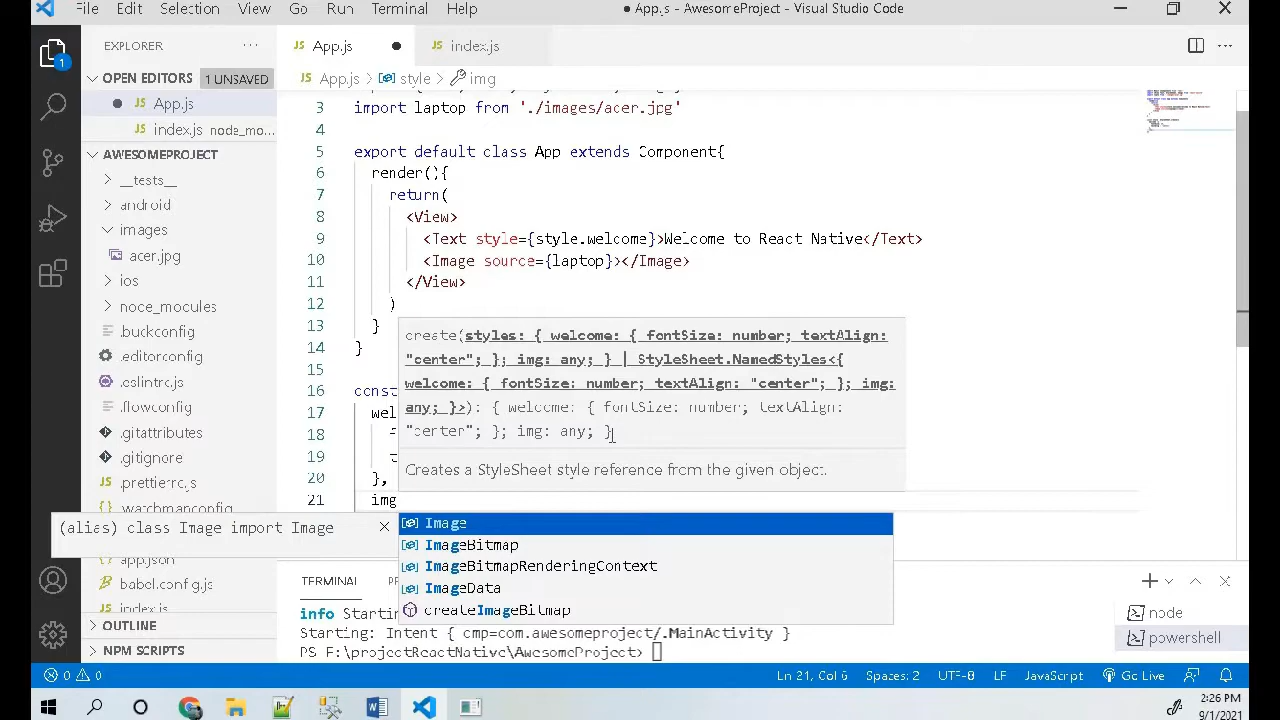 File Edit Selection View Go Run Terminal Help
● App.js - AwesomeProject - Visual Studio Code
EXPLORER
OPEN EDITORS 1 UNSAVED
App.js
index.js node_mo...
AWESOMEPROJECT
__tests__
android
images
acer.jpg
ios
node_modules
.buckconfig
.editorconfig
.eslintrc.js
.flowconfig
.gitattributes
.gitignore
.prettierrc.js
.watchmanconfig
app.json
babel.config.js
index.js
OUTLINE
NPM SCRIPTS
1
App.js
index.js
App.js > style > img
3 import '../images/acer.jpg'
4
5 export default class App extends Component{
6 render(){
7 return(
8 <View>
9 <Text style={style.welcome}>Welcome to React Native</Text>
10 <Image source={laptop}></Image>
11 </View>
12 )
13 }
14 }
15
16 cons
17 wel
18
19
20 },
21 img
create(styles: { welcome: { fontSize: number; textAlign:
"center"; }; img: any; } | StyleSheet.NamedStyles<{
welcome: { fontSize: number; textAlign: "center"; }; img:
any; }>): { welcome: { fontSize: number; textAlign:
"center"; }; img: any; }
Creates a StyleSheet style reference from the given object.
(alias) class Image import Image
Image
ImageBitmap
ImageBitmapRenderingContext
ImageData
createImageBitmap
TERMINAL
info Starting
Starting: Intent { cmp=com.awesomeproject/.MainActivity }
PS F:\projectReactNative\AwesomeProject>
node
powershell
0 0
Ln 21, Col 6 Spaces: 2 UTF-8 LF JavaScript Go Live
2:26 PM
9/1/2021